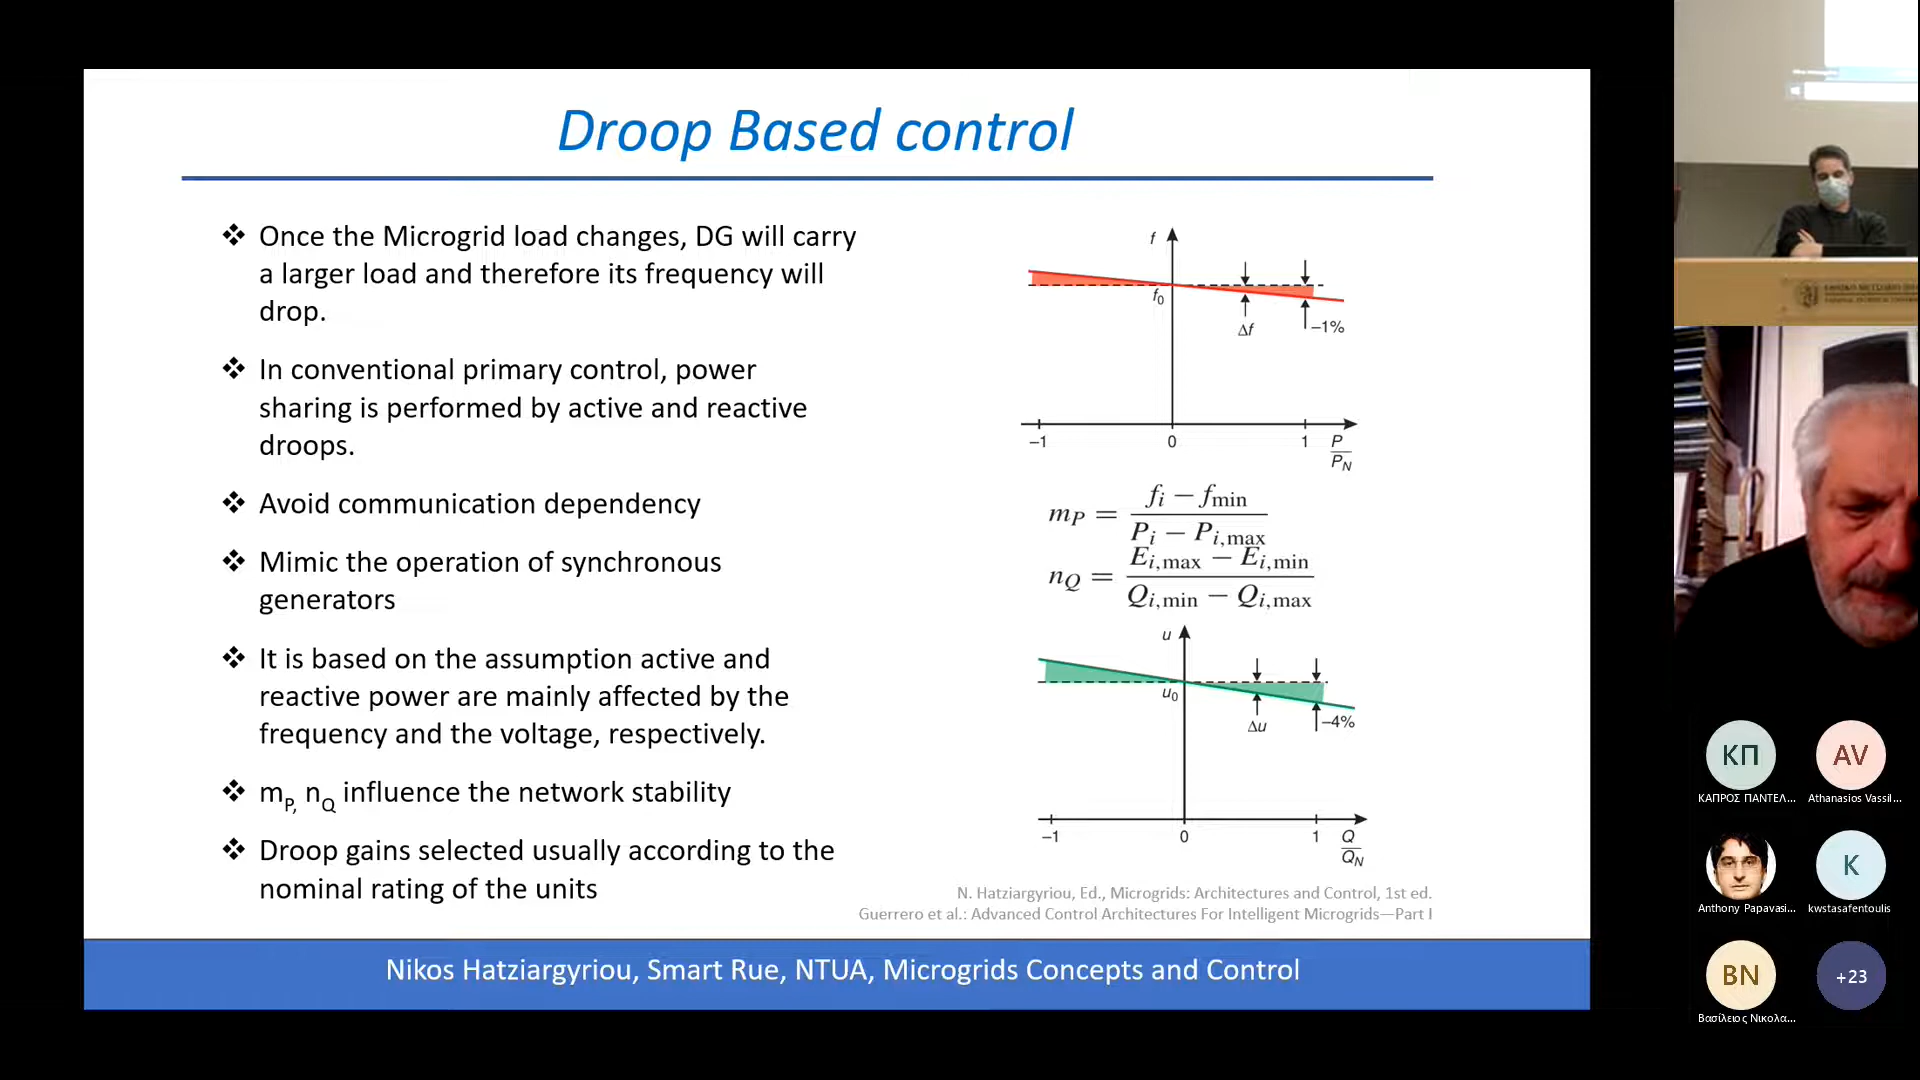 Droop Based control
Once the Microgrid load changes, DG will carry
a larger load and therefore its frequency will
drop.
In conventional primary control, power
sharing is performed by active and reactive
droops.
Avoid communication dependency
Mimic the operation of synchronous
generators
It is based on the assumption active and
reactive power are mainly affected by the
frequency and the voltage, respectively.
mP, nQ influence the network stability
Droop gains selected usually according to the
nominal rating of the units
f
f0
Δf
–1%
–1 0 1 P/PN
mP = (fi − fmin) / (Pi − Pi,max)
nQ = (Ei,max − Ei,min) / (Qi,min − Qi,max)
u
u0
Δu
–4%
–1 0 1 Q/QN
N. Hatziargyriou, Ed., Microgrids: Architectures and Control, 1st ed.
Guerrero et al.: Advanced Control Architectures For Intelligent Microgrids—Part I
Nikos Hatziargyriou, Smart Rue, NTUA, Microgrids Concepts and Control
ΚΠ
ΚΑΠΡΟΣ ΠΑΝΤΕΛ...
AV
Athanasios Vassil...
Anthony Papavasi...
K
kwstasafentoulis
ΒΝ
Βασίλειος Νικολα...
+23